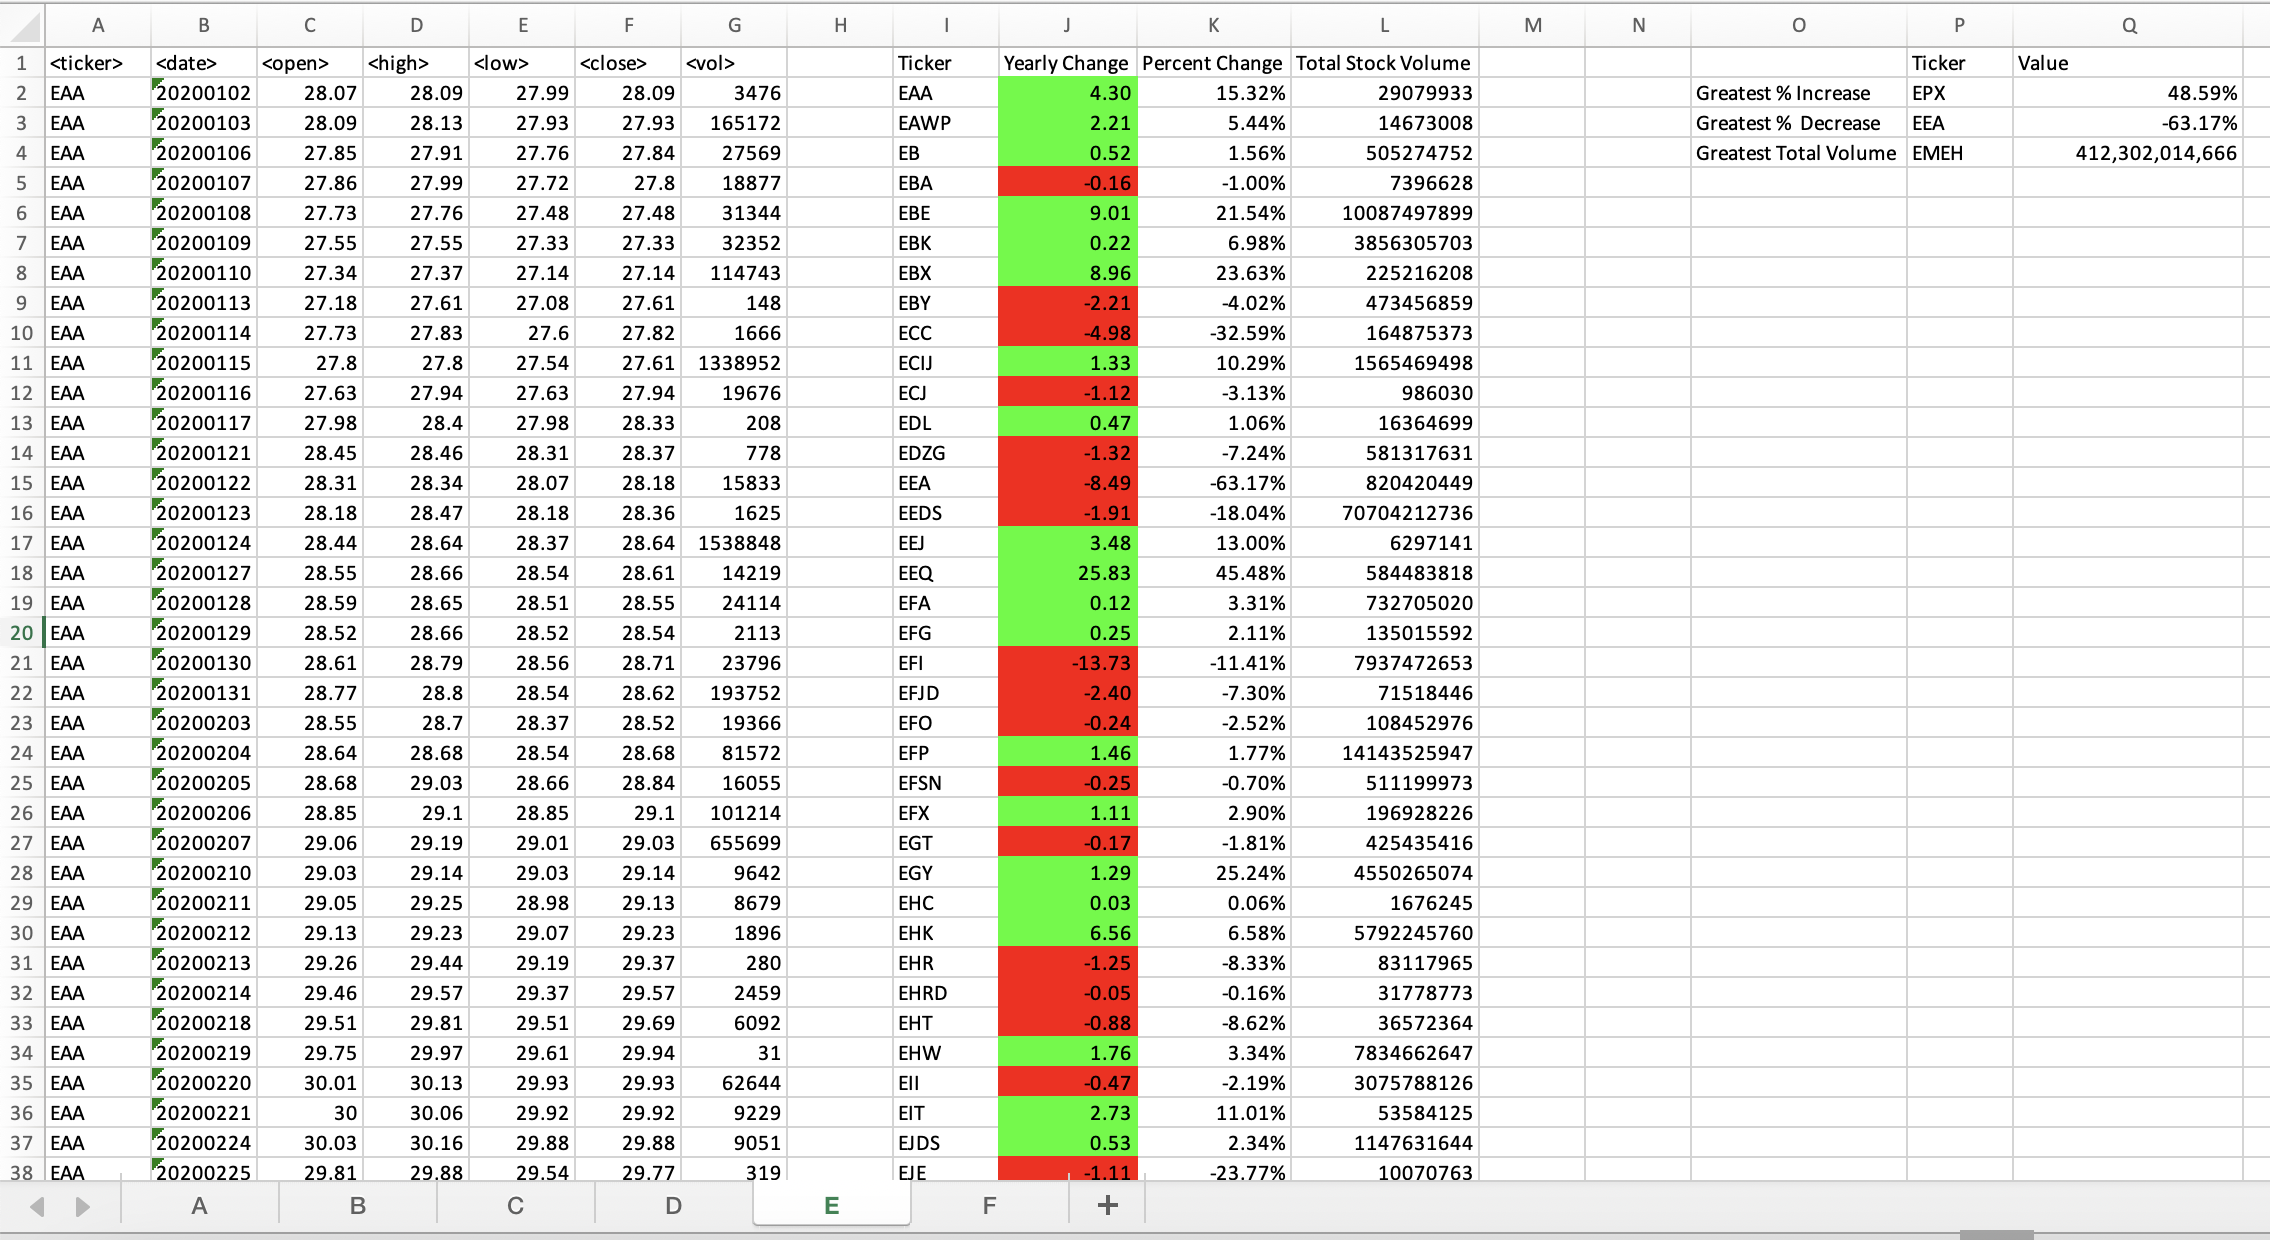 A B C D E F G H I J K L M N O P Q
1 <ticker> <date> <open> <high> <low> <close> <vol> Ticker Yearly Change Percent Change Total Stock Volume Ticker Value
2 EAA 20200102 28.07 28.09 27.99 28.09 3476 EAA 4.30 15.32% 29079933 Greatest % Increase EPX 48.59%
3 EAA 20200103 28.09 28.13 27.93 27.93 165172 EAWP 2.21 5.44% 14673008 Greatest % Decrease EEA -63.17%
4 EAA 20200106 27.85 27.91 27.76 27.84 27569 EB 0.52 1.56% 505274752 Greatest Total Volume EMEH 412,302,014,666
5 EAA 20200107 27.86 27.99 27.72 27.8 18877 EBA -0.16 -1.00% 7396628
6 EAA 20200108 27.73 27.76 27.48 27.48 31344 EBE 9.01 21.54% 10087497899
7 EAA 20200109 27.55 27.55 27.33 27.33 32352 EBK 0.22 6.98% 3856305703
8 EAA 20200110 27.34 27.37 27.14 27.14 114743 EBX 8.96 23.63% 225216208
9 EAA 20200113 27.18 27.61 27.08 27.61 148 EBY -2.21 -4.02% 473456859
10 EAA 20200114 27.73 27.83 27.6 27.82 1666 ECC -4.98 -32.59% 164875373
11 EAA 20200115 27.8 27.8 27.54 27.61 1338952 ECIJ 1.33 10.29% 1565469498
12 EAA 20200116 27.63 27.94 27.63 27.94 19676 ECJ -1.12 -3.13% 986030
13 EAA 20200117 27.98 28.4 27.98 28.33 208 EDL 0.47 1.06% 16364699
14 EAA 20200121 28.45 28.46 28.31 28.37 778 EDZG -1.32 -7.24% 581317631
15 EAA 20200122 28.31 28.34 28.07 28.18 15833 EEA -8.49 -63.17% 820420449
16 EAA 20200123 28.18 28.47 28.18 28.36 1625 EEDS -1.91 -18.04% 70704212736
17 EAA 20200124 28.44 28.64 28.37 28.64 1538848 EEJ 3.48 13.00% 6297141
18 EAA 20200127 28.55 28.66 28.54 28.61 14219 EEQ 25.83 45.48% 584483818
19 EAA 20200128 28.59 28.65 28.51 28.55 24114 EFA 0.12 3.31% 732705020
20 EAA 20200129 28.52 28.66 28.52 28.54 2113 EFG 0.25 2.11% 135015592
21 EAA 20200130 28.61 28.79 28.56 28.71 23796 EFI -13.73 -11.41% 7937472653
22 EAA 20200131 28.77 28.8 28.54 28.62 193752 EFJD -2.40 -7.30% 71518446
23 EAA 20200203 28.55 28.7 28.37 28.52 19366 EFO -0.24 -2.52% 108452976
24 EAA 20200204 28.64 28.68 28.54 28.68 81572 EFP 1.46 1.77% 14143525947
25 EAA 20200205 28.68 29.03 28.66 28.84 16055 EFSN -0.25 -0.70% 511199973
26 EAA 20200206 28.85 29.1 28.85 29.1 101214 EFX 1.11 2.90% 196928226
27 EAA 20200207 29.06 29.19 29.01 29.03 655699 EGT -0.17 -1.81% 425435416
28 EAA 20200210 29.03 29.14 29.03 29.14 9642 EGY 1.29 25.24% 4550265074
29 EAA 20200211 29.05 29.25 28.98 29.13 8679 EHC 0.03 0.06% 1676245
30 EAA 20200212 29.13 29.23 29.07 29.23 1896 EHK 6.56 6.58% 5792245760
31 EAA 20200213 29.26 29.44 29.19 29.37 280 EHR -1.25 -8.33% 83117965
32 EAA 20200214 29.46 29.57 29.37 29.57 2459 EHRD -0.05 -0.16% 31778773
33 EAA 20200218 29.51 29.81 29.51 29.69 6092 EHT -0.88 -8.62% 36572364
34 EAA 20200219 29.75 29.97 29.61 29.94 31 EHW 1.76 3.34% 7834662647
35 EAA 20200220 30.01 30.13 29.93 29.93 62644 EII -0.47 -2.19% 3075788126
36 EAA 20200221 30 30.06 29.92 29.92 9229 EIT 2.73 11.01% 53584125
37 EAA 20200224 30.03 30.16 29.88 29.88 9051 EJDS 0.53 2.34% 1147631644
38 EAA 20200225 29.81 29.88 29.54 29.77 319 EJE -1.11 -23.77% 10070763
A B C D E F +